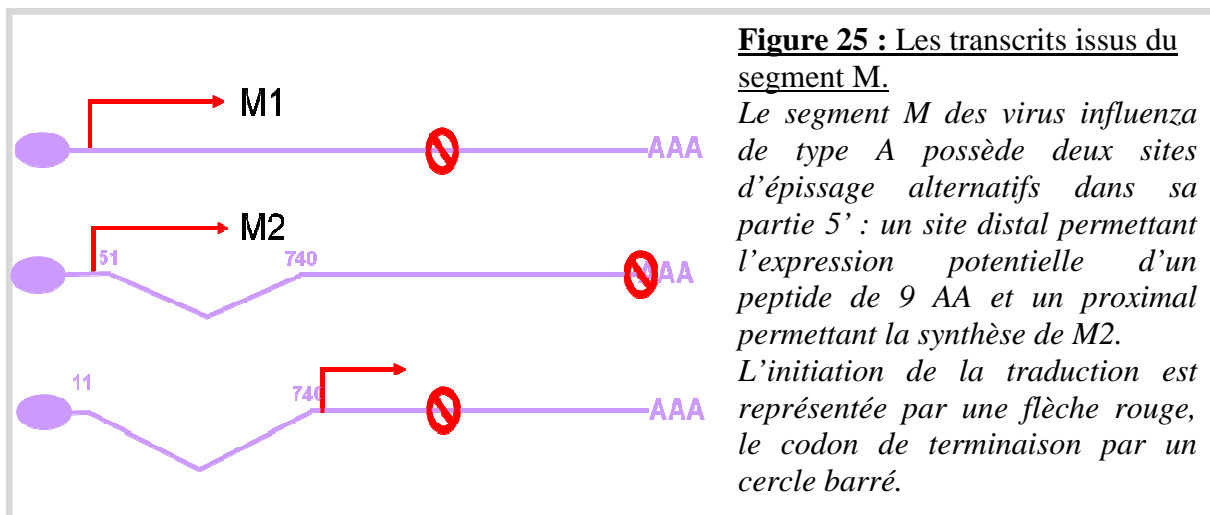 M1
AAA
M2
51
740
AAA
11
740
AAA
Figure 25 : Les transcrits issus du
segment M.
Le segment M des virus influenza
de type A possède deux sites
d'épissage alternatifs dans sa
partie 5' : un site distal permettant
l'expression potentielle d'un
peptide de 9 AA et un proximal
permettant la synthèse de M2.
L'initiation de la traduction est
représentée par une flèche rouge,
le codon de terminaison par un
cercle barré.